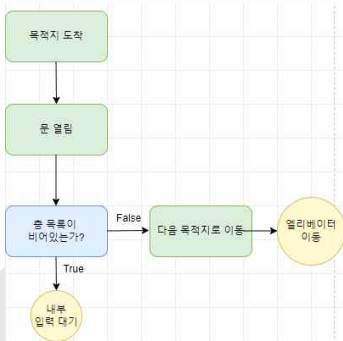 목적지 도착
문 열림
층 목록이
비어있는가?
False
다음 목적지로 이동
엘리베이터
이동
True
내부
입력 대기